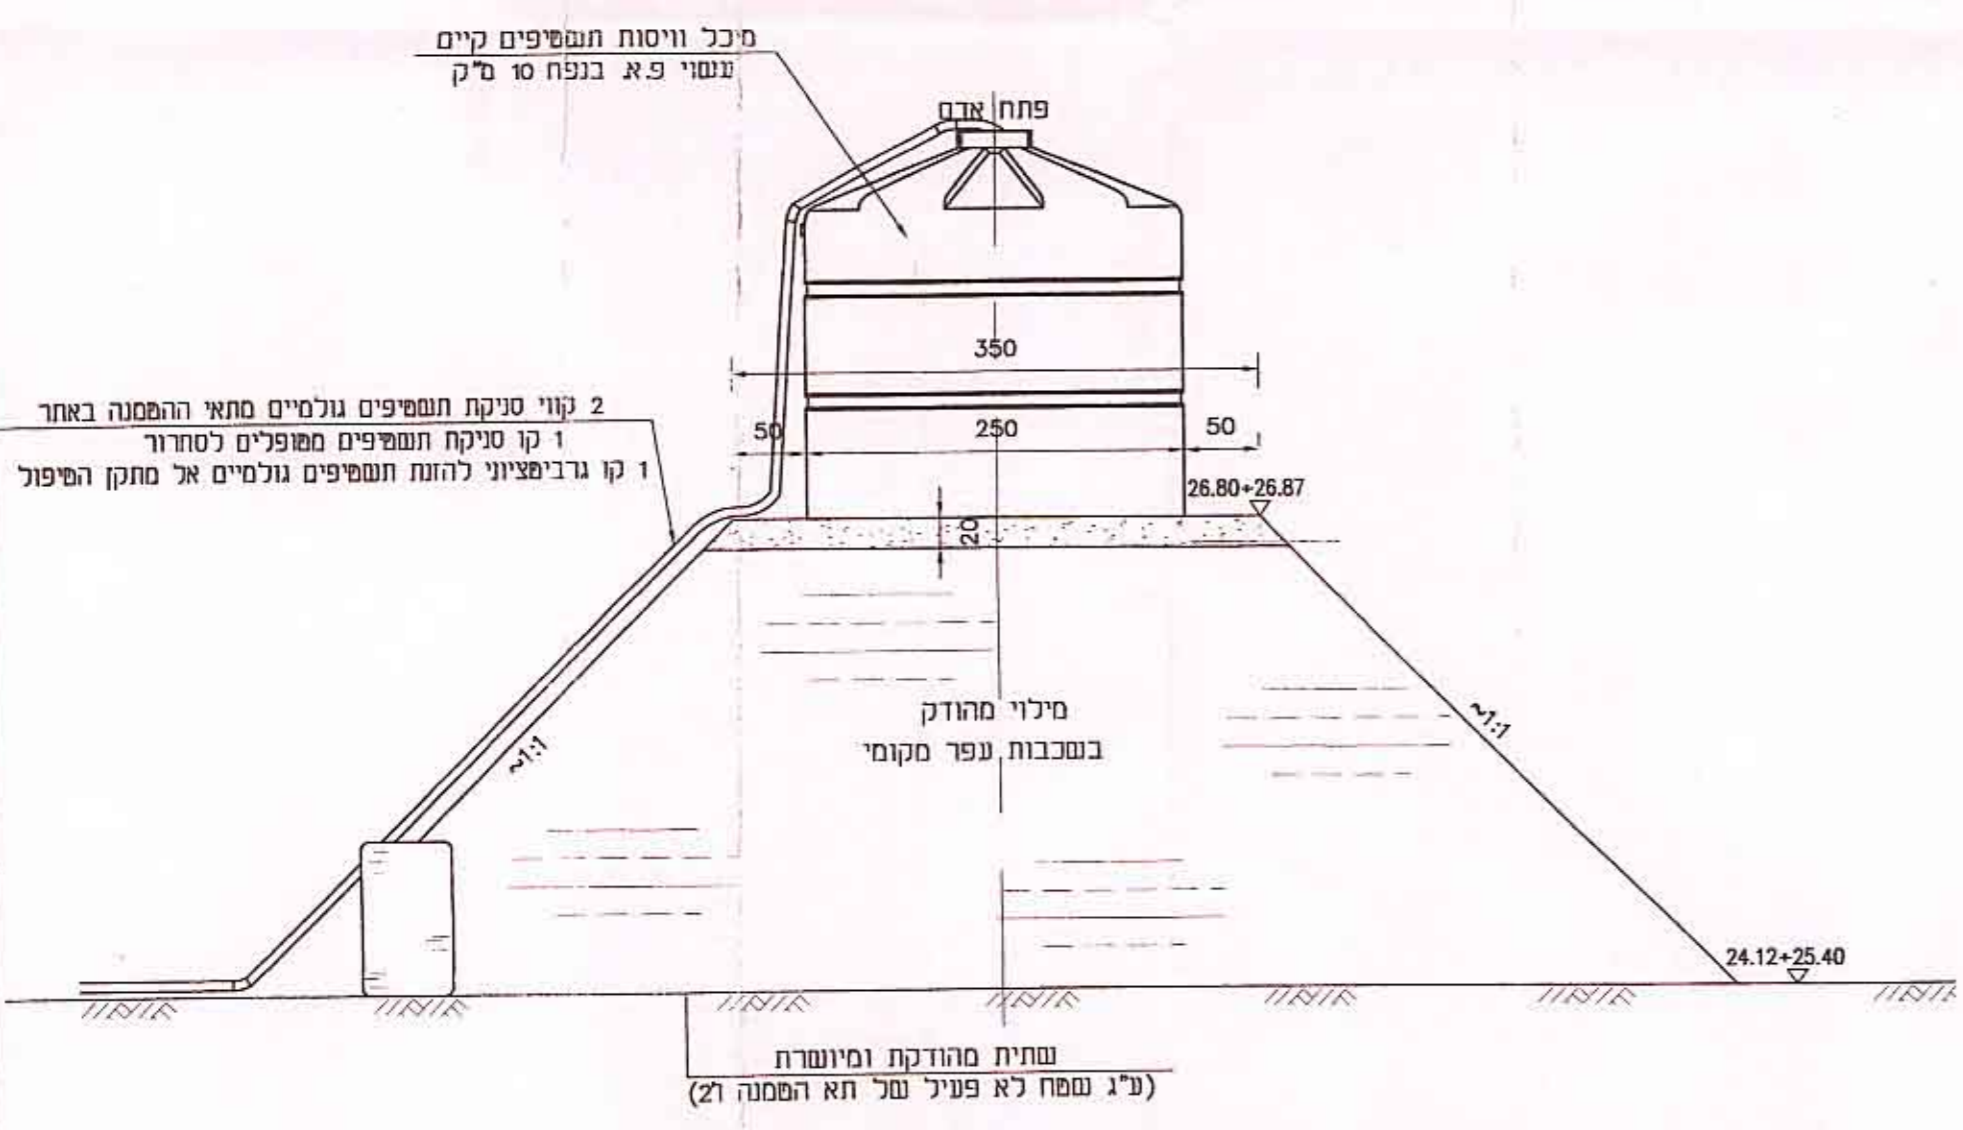 מיכל וויסות תשטיפים קיים
עשוי פ.א. בנפח 10 מ"ק
פתח אדם
350
2 קווי סניקת תשטיפים גולמיים מתאי ההטמנה באתר
1 קו סניקת תשטיפים מטופלים לסחרור
1 קו גרביטציוני להזנת תשטיפים גולמיים אל מתקן הטיפול
50
250
50
26.80÷26.87
20
מילוי מהודק
בשכבות עפר מקומי
~1:1
~1:1
24.12÷25.40
שתית מהודקת ומיושרת
(ע"ג שטח לא פעיל של תא הטמנה 21)